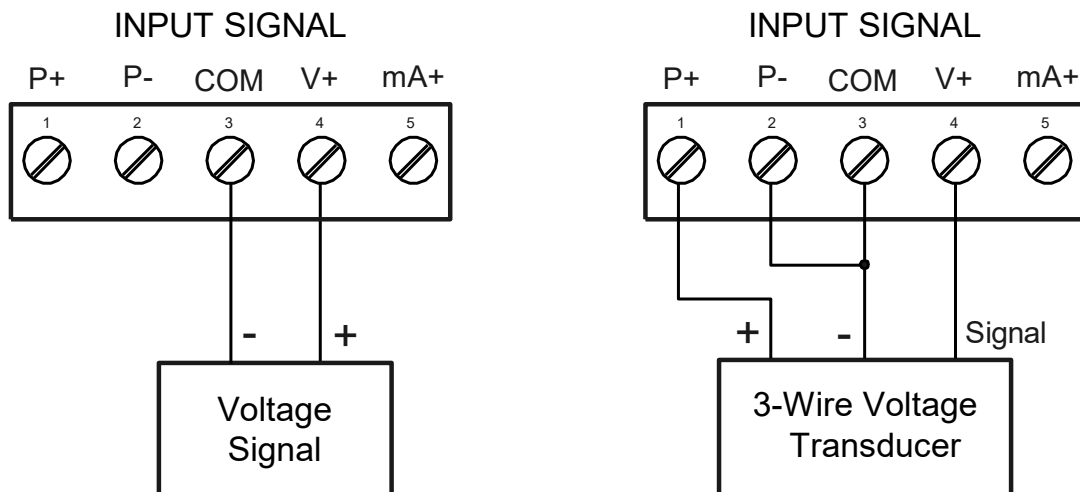 INPUT SIGNAL
P+ P- COM V+ mA+
1 2 3 4 5
- +
Voltage
Signal
INPUT SIGNAL
P+ P- COM V+ mA+
1 2 3 4 5
+ - Signal
3-Wire Voltage
Transducer